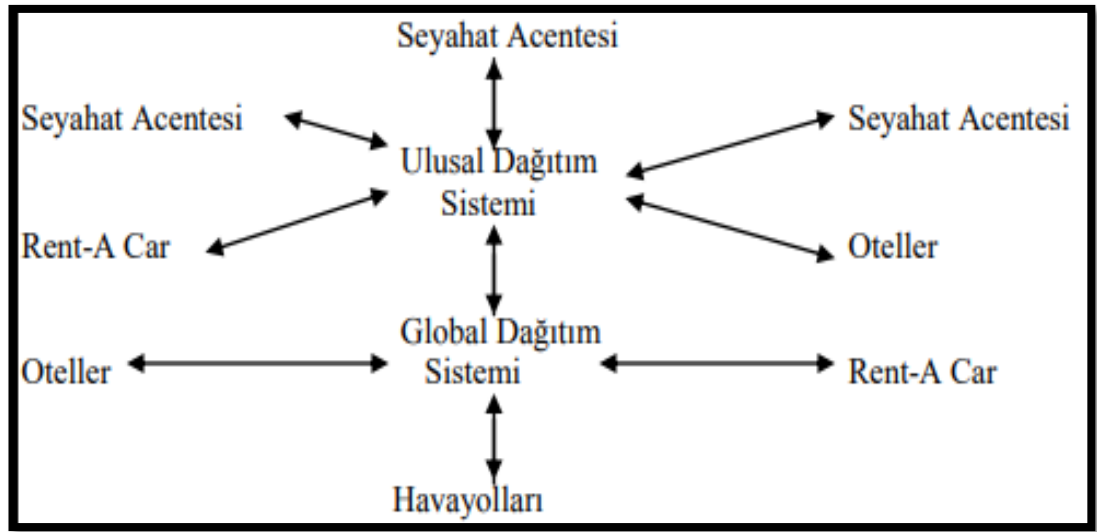 Seyahat Acentesi
Seyahat Acentesi
Seyahat Acentesi
Ulusal Dağıtım
Sistemi
Rent-A Car
Oteller
Global Dağıtım
Sistemi
Oteller
Rent-A Car
Havayolları